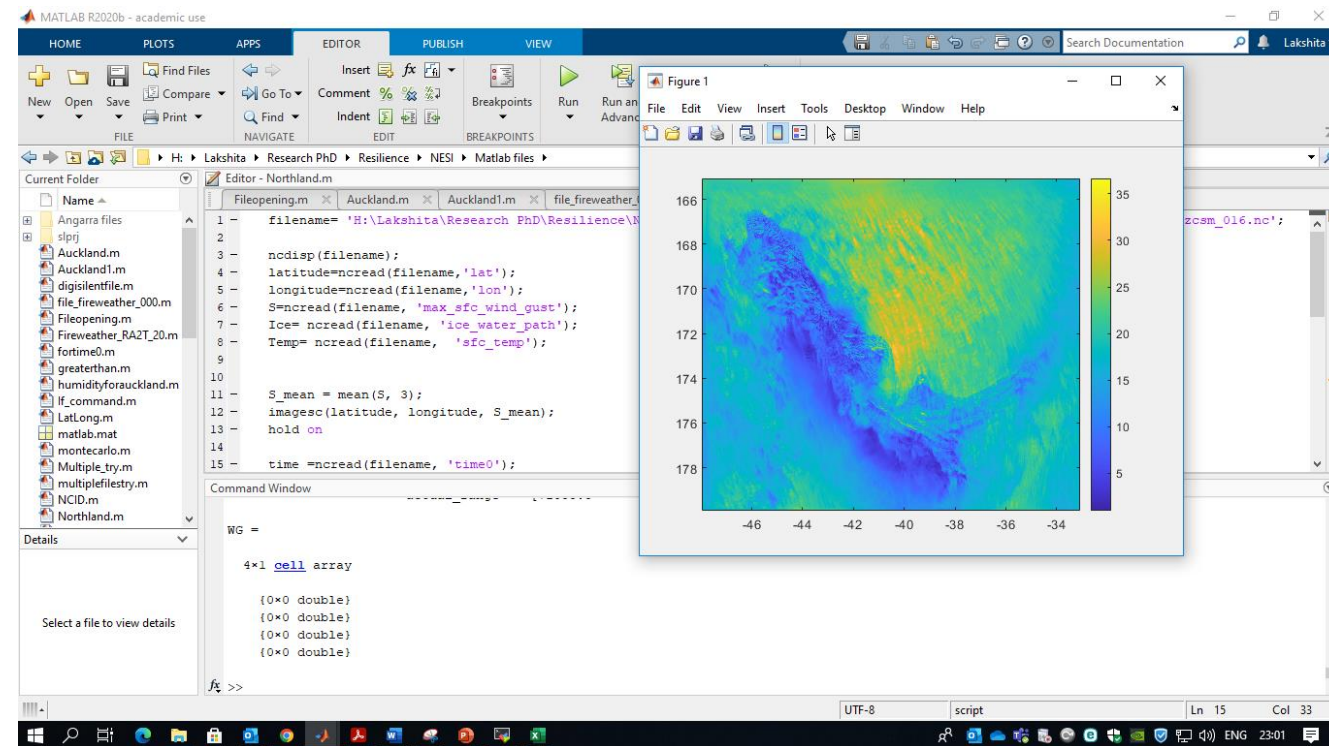 MATLAB R2020b - academic use
HOME PLOTS APPS EDITOR PUBLISH VIEW
Search Documentation
Lakshita
New Open Save
Find Files
Compare
Print
FILE
Go To
Find
NAVIGATE
Insert fx
Comment %
Indent
EDIT
Breakpoints
BREAKPOINTS
Run
Run an
Advanc
H: Lakshita Research PhD Resilience NESI Matlab files
Current Folder
Name
Angarra files
slprj
Auckland.m
Auckland1.m
digisilentfile.m
file_fireweather_000.m
Fileopening.m
Fireweather_RA2T_20.m
fortime0.m
greaterthan.m
humidityforauckland.m
If_command.m
LatLong.m
matlab.mat
montecarlo.m
Multiple_try.m
multiplefilestry.m
NCID.m
Northland.m
Details
Select a file to view details
Editor - Northland.m
Fileopening.m Auckland.m Auckland1.m
1 - filename= 'H:\Lakshita\Research PhD\Resilience\N zcsm_016.nc';
2
3 - ncdisp(filename);
4 - latitude=ncread(filename,'lat');
5 - longitude=ncread(filename,'lon');
6 - S=ncread(filename, 'max_sfc_wind_gust');
7 - Ice= ncread(filename, 'ice_water_path');
8 - Temp= ncread(filename, 'sfc_temp');
9
10
11 - S_mean = mean(S, 3);
12 - imagesc(latitude, longitude, S_mean);
13 - hold on
14
15 - time =ncread(filename, 'time0');
Command Window
WG =
4×1 cell array
{0×0 double}
{0×0 double}
{0×0 double}
{0×0 double}
fx >>
Figure 1
File Edit View Insert Tools Desktop Window Help
166
168
170
172
174
176
178
-46 -44 -42 -40 -38 -36 -34
35
30
25
20
15
10
5
UTF-8 script Ln 15 Col 33
ENG 23:01